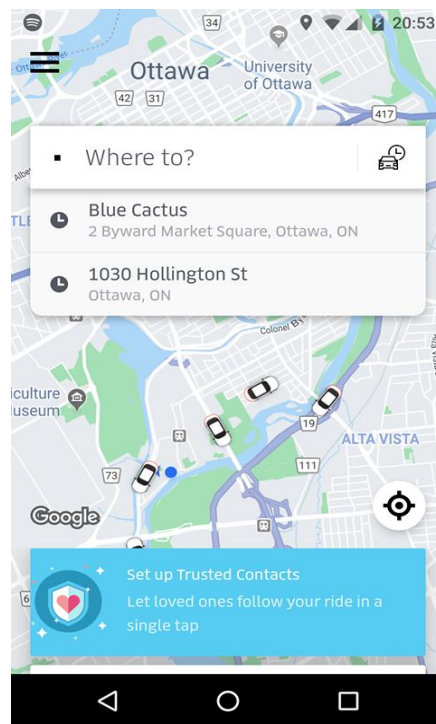 34
20:53
Ottawa
University
of Ottawa
42
31
417
Where to?
Blue Cactus
2 Byward Market Square, Ottawa, ON
1030 Hollington St
Ottawa, ON
Colonel By
iculture
Museum
19
ALTA VISTA
111
73
Google
6
Set up Trusted Contacts
Let loved ones follow your ride in a
single tap